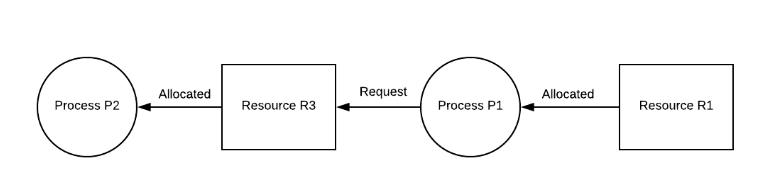 Process P2
Allocated
Resource R3
Request
Process P1
Allocated
Resource R1